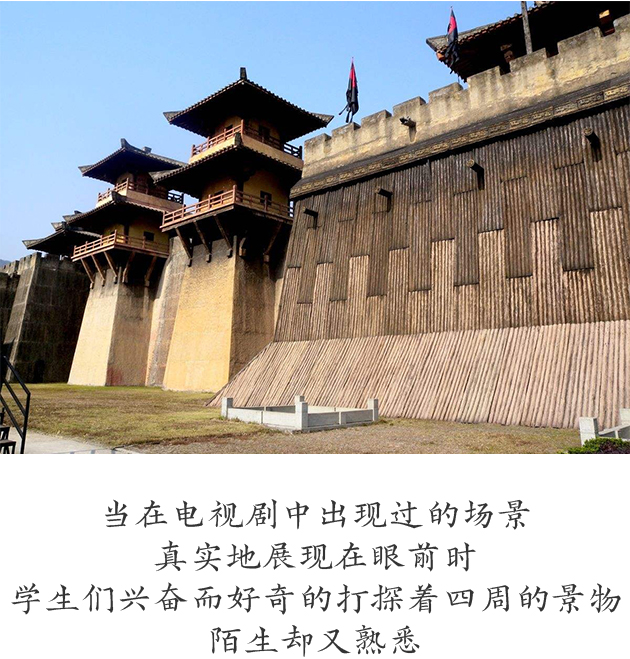 当在电视剧中出现过的场景
真实地展现在眼前时
学生们兴奋而好奇的打探着四周的景物
陌生却又熟悉